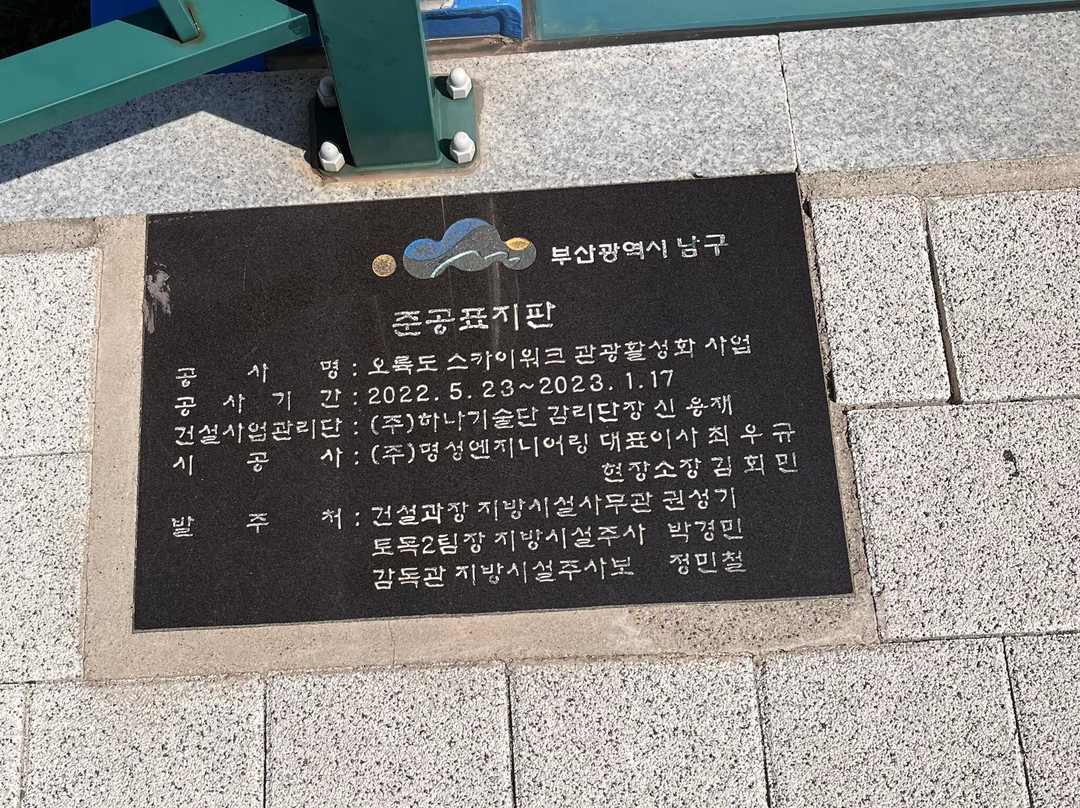 부산광역시 남구
준공표지판
공사명 : 오륙도 스카이워크 관광활성화 사업
공사기간 : 2022. 5. 23~2023. 1. 17
건설사업관리단 : (주)하나기술단 감리단장 신 용재
시공사 : (주)명성엔지니어링 대표이사 최 우 규
현장소장 김 회 민
발주처 : 건설과장 지방시설사무관 권성기
토목2팀장 지방시설주사 박경민
감독관 지방시설주사보 정민철